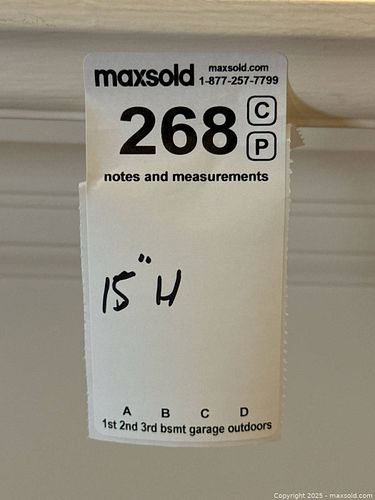 maxsold maxsold.com
1-877-257-7799
268 C
P
notes and measurements
15" H
A B C D
1st 2nd 3rd bsmt garage outdoors
Copyright 2025 - maxsold.com